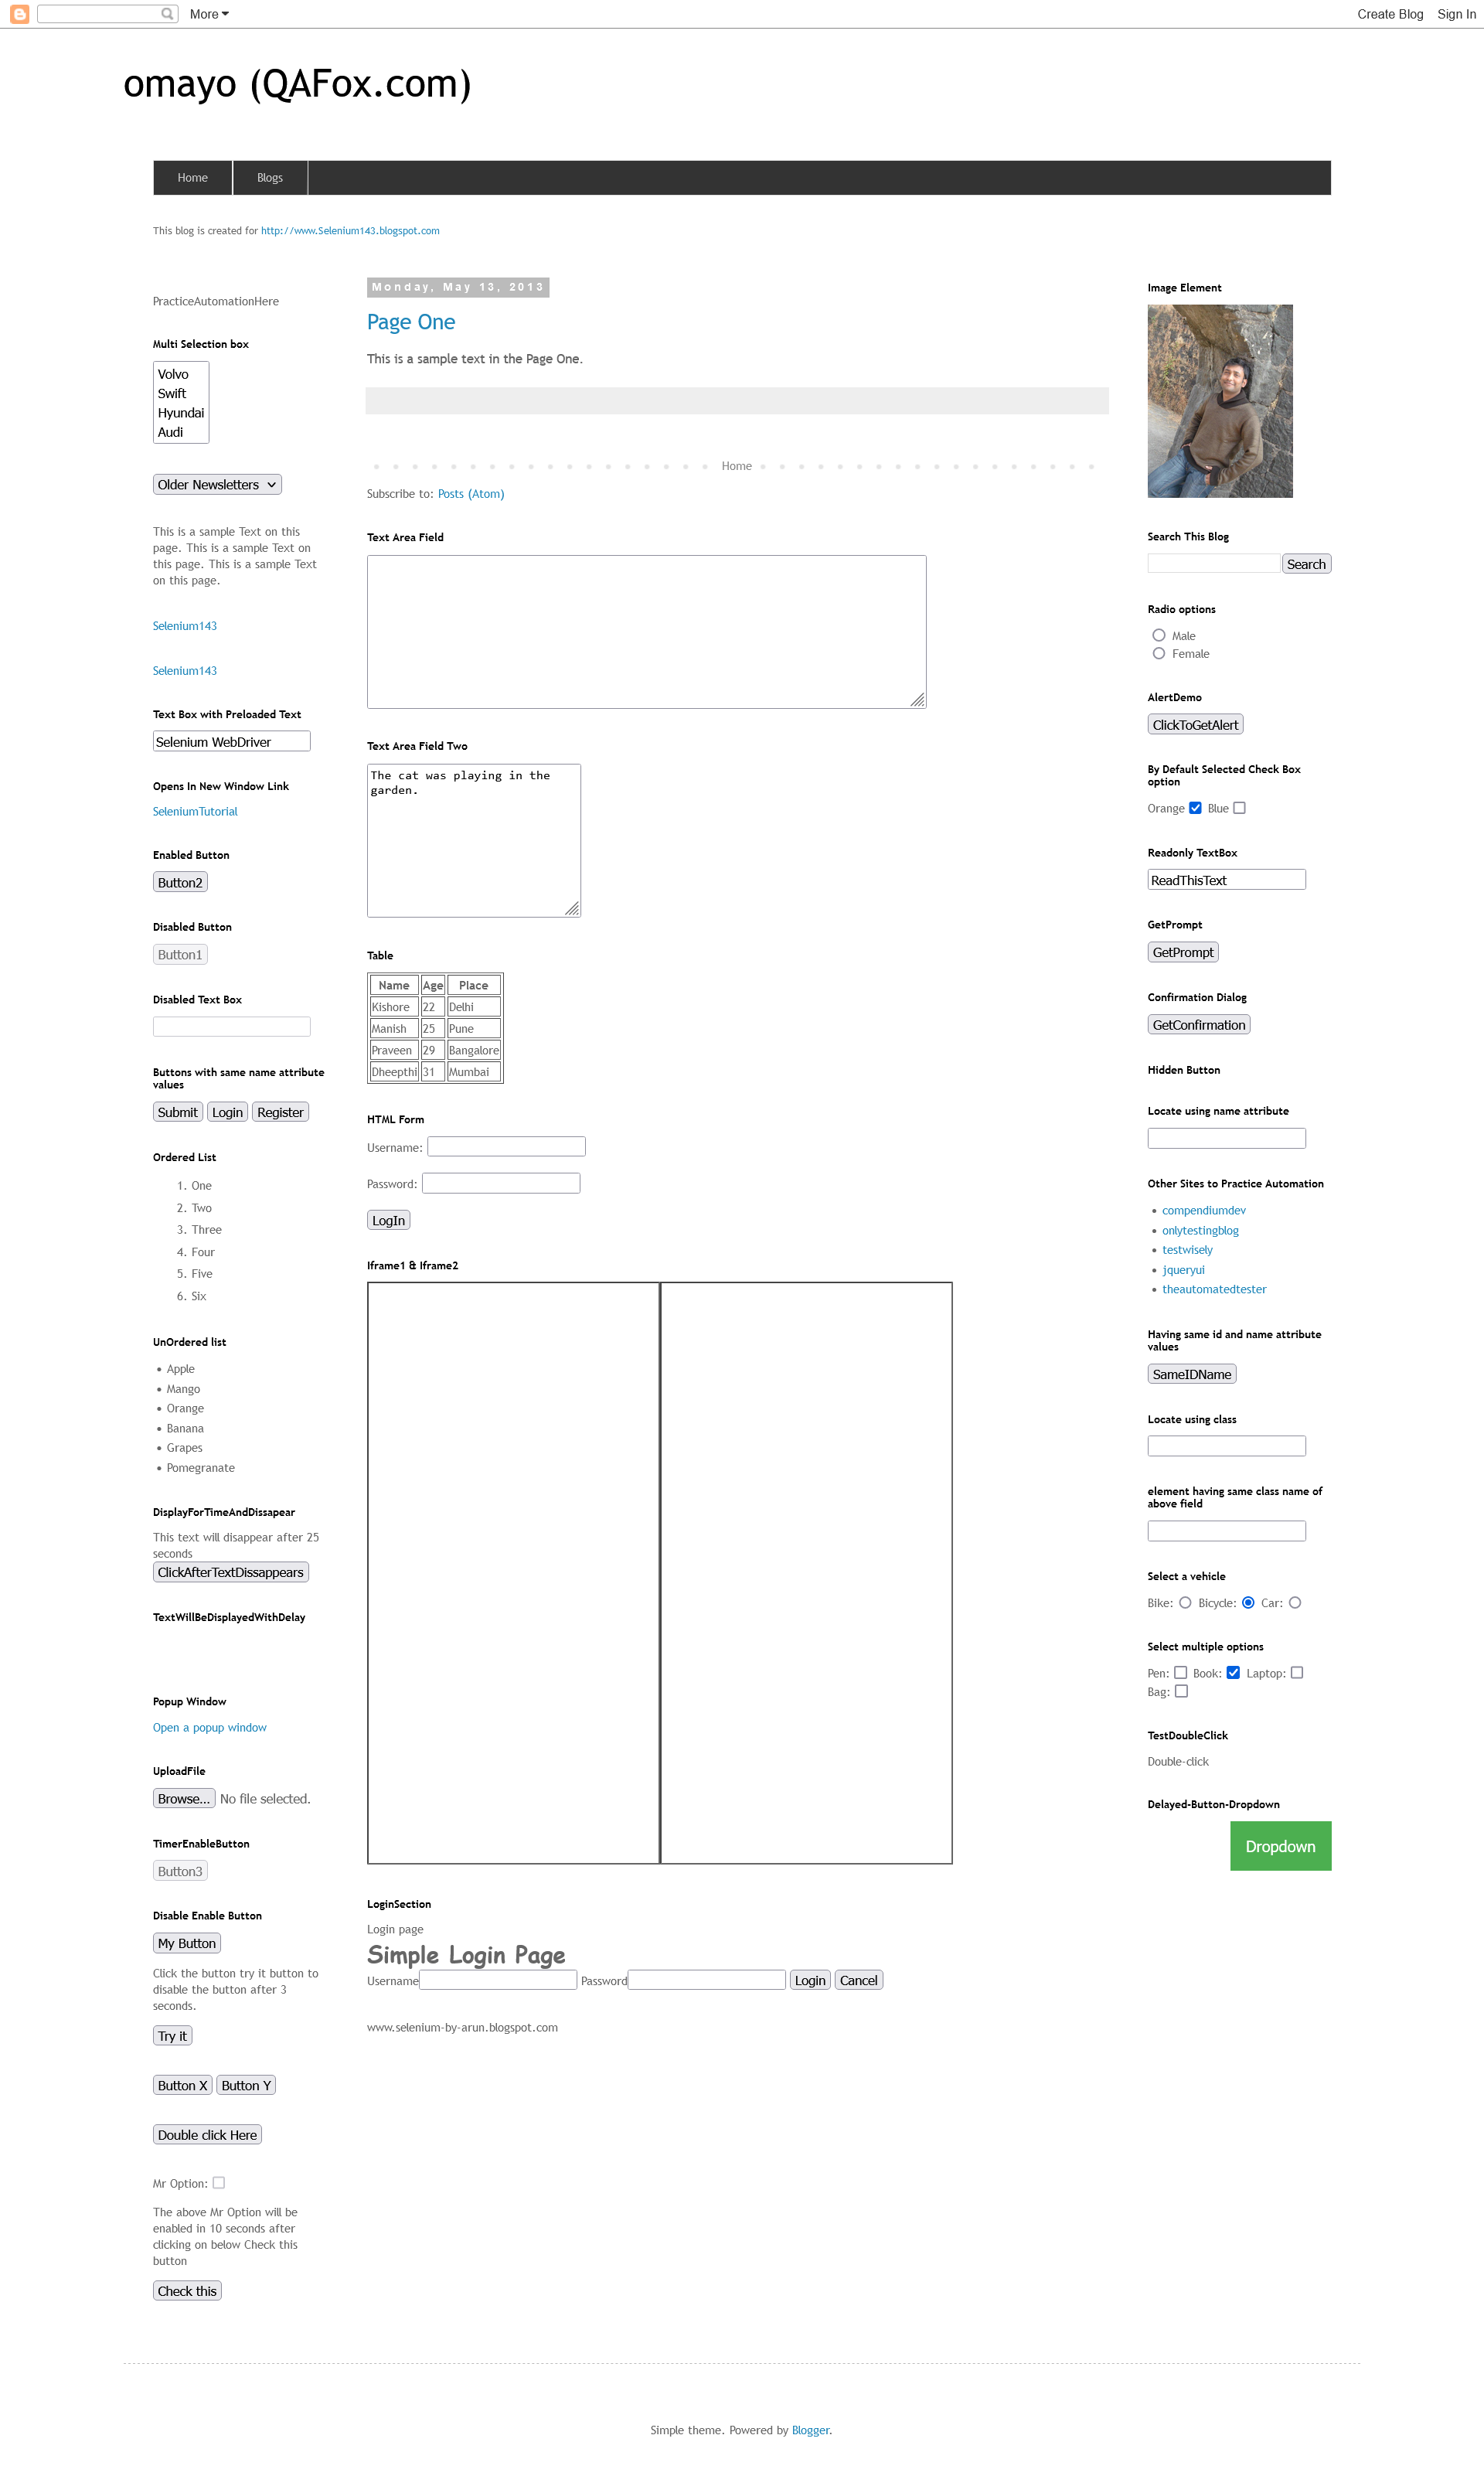 More
Create Blog Sign In
omayo (QAFox.com)
Home Blogs
This blog is created for http://www.Selenium143.blogspot.com
PracticeAutomationHere
Multi Selection box
Volvo
Swift
Hyundai
Audi
Older Newsletters
This is a sample Text on this
page. This is a sample Text on
this page. This is a sample Text
on this page.
Selenium143
Selenium143
Text Box with Preloaded Text
Selenium WebDriver
Opens In New Window Link
SeleniumTutorial
Enabled Button
Button2
Disabled Button
Button1
Disabled Text Box
Buttons with same name attribute
values
Submit Login Register
Ordered List
1. One
2. Two
3. Three
4. Four
5. Five
6. Six
UnOrdered list
• Apple
• Mango
• Orange
• Banana
• Grapes
• Pomegranate
DisplayForTimeAndDissapear
This text will disappear after 25
seconds
ClickAfterTextDissappears
TextWillBeDisplayedWithDelay
Popup Window
Open a popup window
UploadFile
Browse... No file selected.
TimerEnableButton
Button3
Disable Enable Button
My Button
Click the button try it button to
disable the button after 3
seconds.
Try it
Button X Button Y
Double click Here
Mr Option:
The above Mr Option will be
enabled in 10 seconds after
clicking on below Check this
button
Check this
Monday, May 13, 2013
Page One
This is a sample text in the Page One.
Home
Subscribe to: Posts (Atom)
Text Area Field
Text Area Field Two
The cat was playing in the
garden.
Table
Name Age Place
Kishore 22 Delhi
Manish 25 Pune
Praveen 29 Bangalore
Dheepthi 31 Mumbai
HTML Form
Username:
Password:
LogIn
Iframe1 & Iframe2
LoginSection
Login page
Simple Login Page
Username Password Login Cancel
www.selenium-by-arun.blogspot.com
Image Element
Search This Blog
Search
Radio options
Male
Female
AlertDemo
ClickToGetAlert
By Default Selected Check Box
option
Orange Blue
Readonly TextBox
ReadThisText
GetPrompt
GetPrompt
Confirmation Dialog
GetConfirmation
Hidden Button
Locate using name attribute
Other Sites to Practice Automation
• compendiumdev
• onlytestingblog
• testwisely
• jqueryui
• theautomatedtester
Having same id and name attribute
values
SameIDName
Locate using class
element having same class name of
above field
Select a vehicle
Bike: Bicycle: Car:
Select multiple options
Pen: Book: Laptop:
Bag:
TestDoubleClick
Double-click
Delayed-Button-Dropdown
Dropdown
Simple theme. Powered by Blogger.